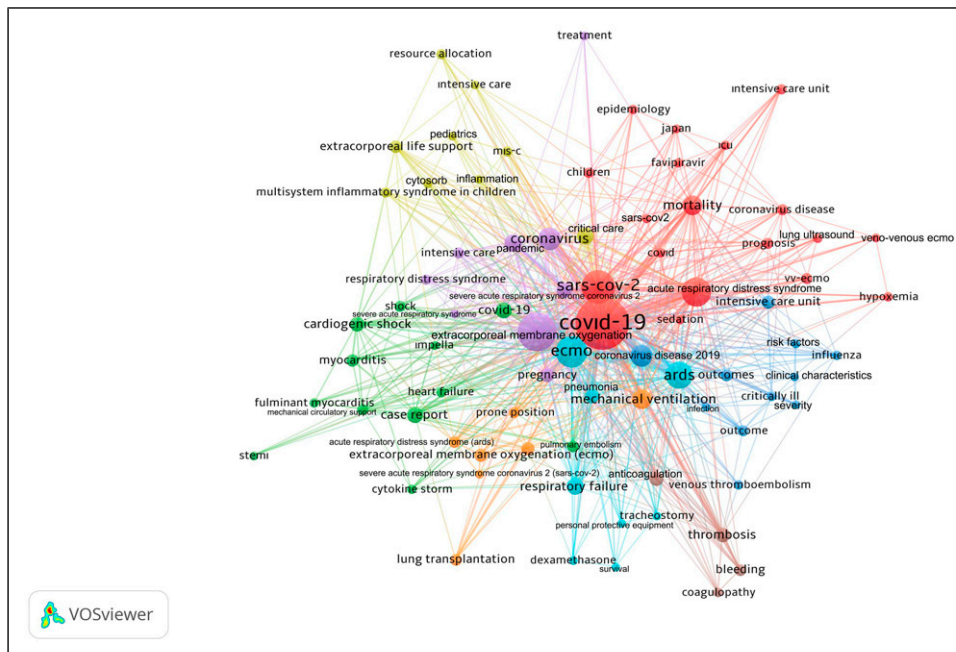 treatment
resource allocation
intensive care
intensive care unit
epidemiology
japan
pediatrics
extracorporeal life support
mis-c
icu
favipiravir
children
cytosorb
inflammation
multisystem inflammatory syndrome in children
mortality
coronavirus disease
sars-cov2
critical care
coronavirus
pandemic
lung ultrasound
veno-venous ecmo
prognosis
intensive care
covid
respiratory distress syndrome
vv-ecmo
sars-cov-2
acute respiratory distress syndrome
severe acute respiratory syndrome coronavirus 2
hypoxemia
intensive care unit
shock
severe acute respiratory syndrome
covid-19
cardiogenic shock
covid-19
sedation
extracorporeal membrane oxygenation
impella
risk factors
ecmo
coronavirus disease 2019
influenza
myocarditis
pregnancy
ards
outcomes
clinical characteristics
pneumonia
heart failure
mechanical ventilation
critically ill
fulminant myocarditis
infection
severity
mechanical circulatory support
case report
prone position
outcome
acute respiratory distress syndrome (ards)
pulmonary embolism
stemi
extracorporeal membrane oxygenation (ecmo)
severe acute respiratory syndrome coronavirus 2 (sars-cov-2)
anticoagulation
respiratory failure
venous thromboembolism
cytokine storm
tracheostomy
personal protective equipment
thrombosis
lung transplantation
dexamethasone
survival
bleeding
coagulopathy
VOSviewer